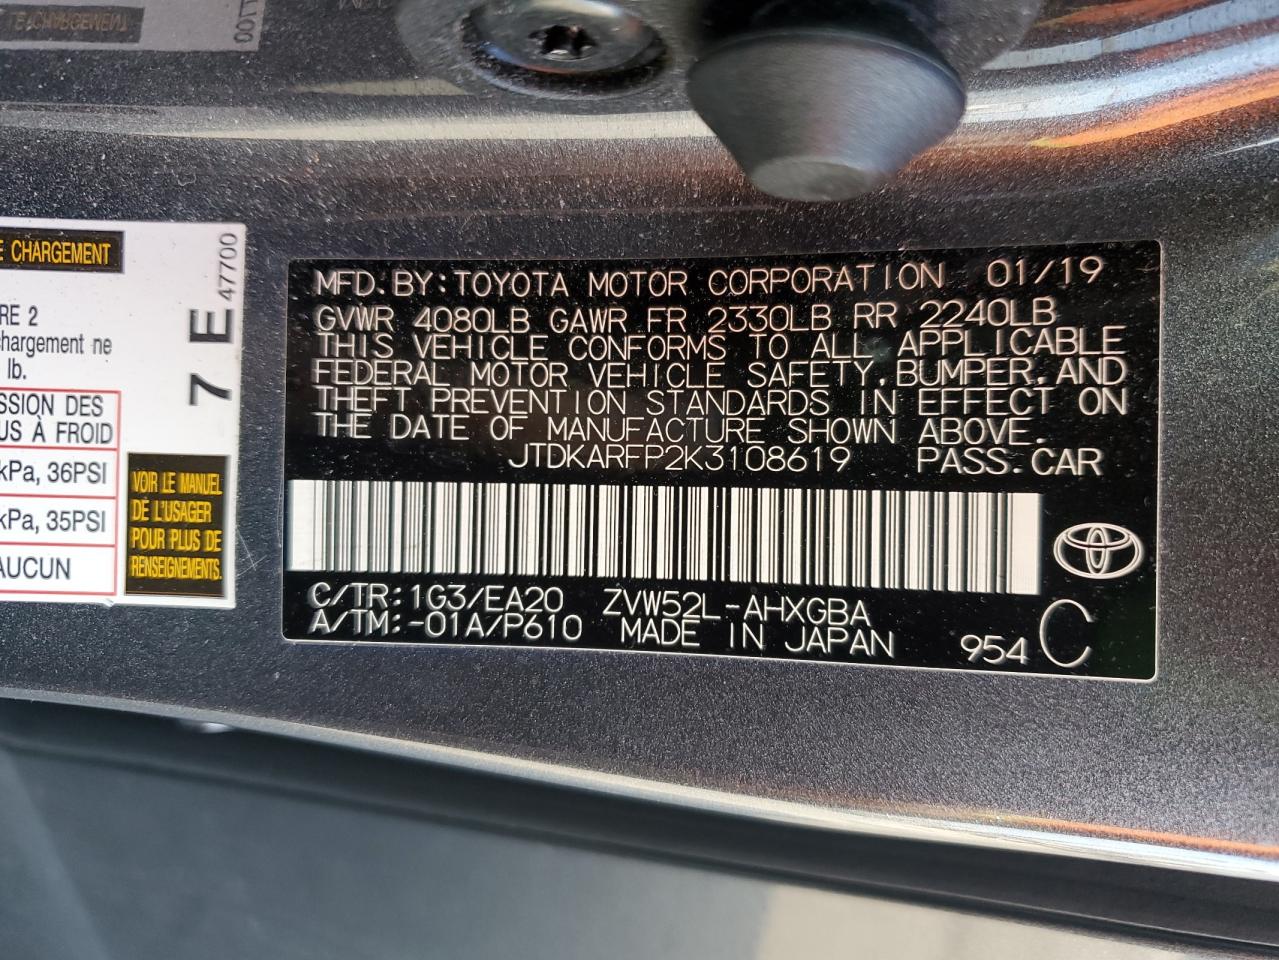 E CHARGEMENT
RE 2
chargement ne
lb.
SSION DES
US À FROID
kPa, 36PSI
kPa, 35PSI
AUCUN
7 E 47700
VOIR LE MANUEL
DE L'USAGER
POUR PLUS DE
RENSEIGNEMENTS.
MFD. BY: TOYOTA MOTOR CORPORATION 01/19
GVWR 4080LB GAWR FR 2330LB RR 2240LB
THIS VEHICLE CONFORMS TO ALL APPLICABLE
FEDERAL MOTOR VEHICLE SAFETY, BUMPER, AND
THEFT PREVENTION STANDARDS IN EFFECT ON
THE DATE OF MANUFACTURE SHOWN ABOVE.
JTDKARFP2K3108619 PASS. CAR
C/TR: 1G3/EA20 ZVW52L-AHXGBA
A/TM: -01A/P610 MADE IN JAPAN 954 C